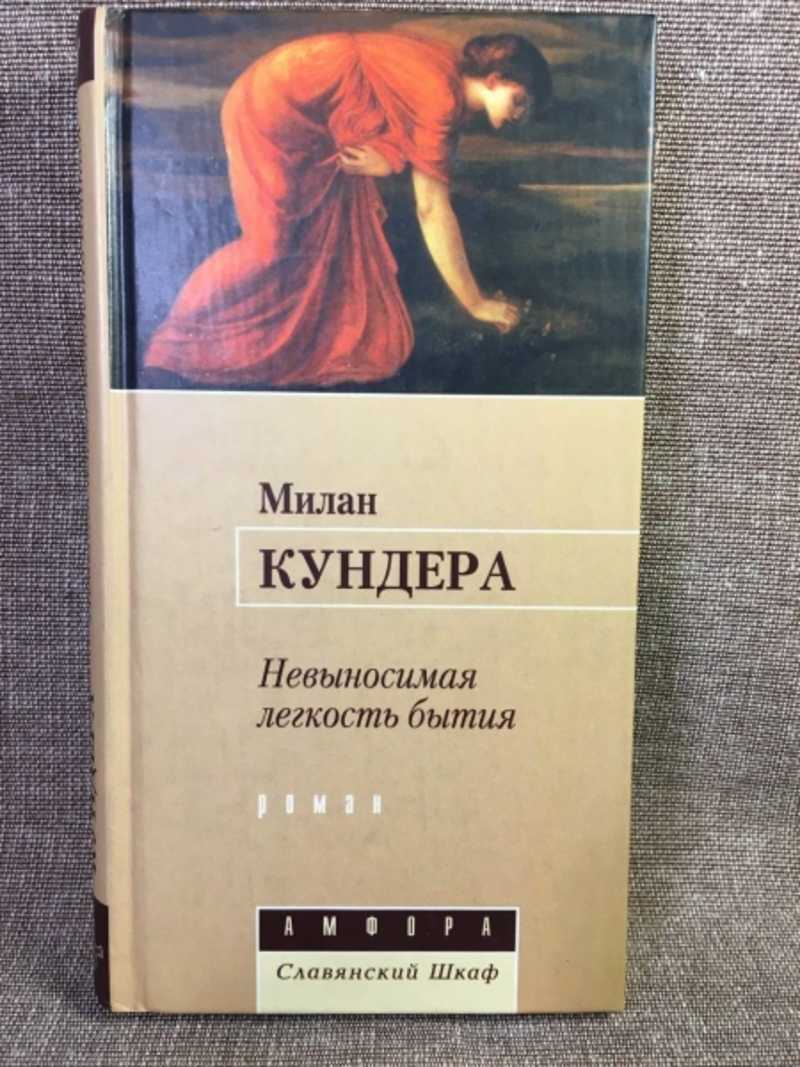 Милан
КУНДЕРА
Невыносимая
легкость бытия
роман
АМФОРА
Славянский Шкаф